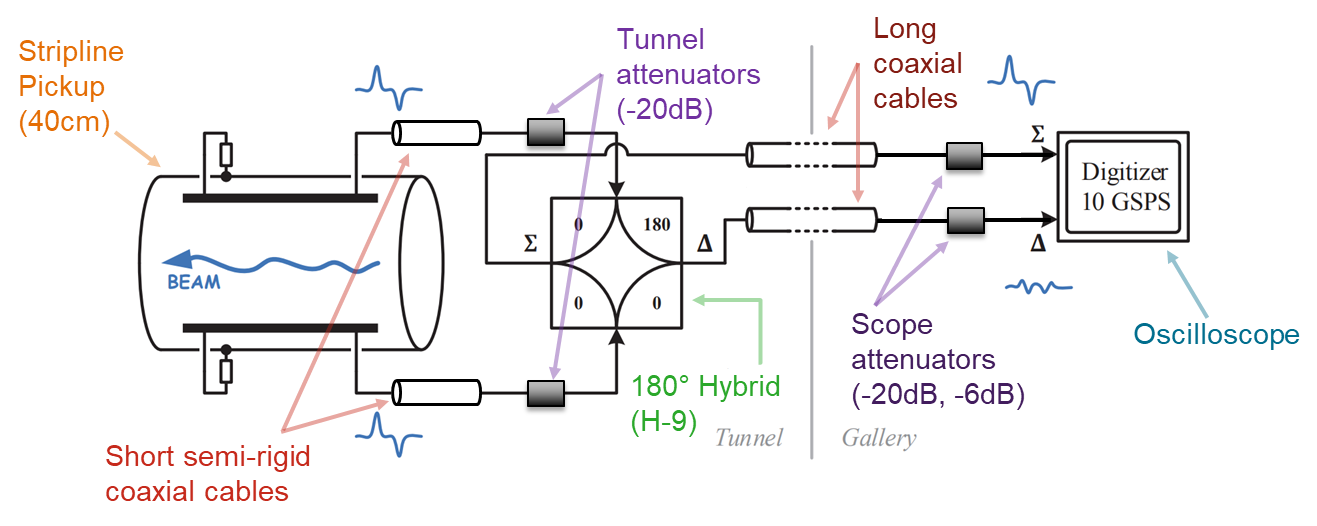 Stripline
Pickup
(40cm)
Tunnel
attenuators
(-20dB)
Long
coaxial
cables
Σ
Digitizer
10 GSPS
Δ
0
180
Σ
Δ
0
0
BEAM
Scope
attenuators
(-20dB, -6dB)
Oscilloscope
180° Hybrid
(H-9)
Tunnel
Gallery
Short semi-rigid
coaxial cables